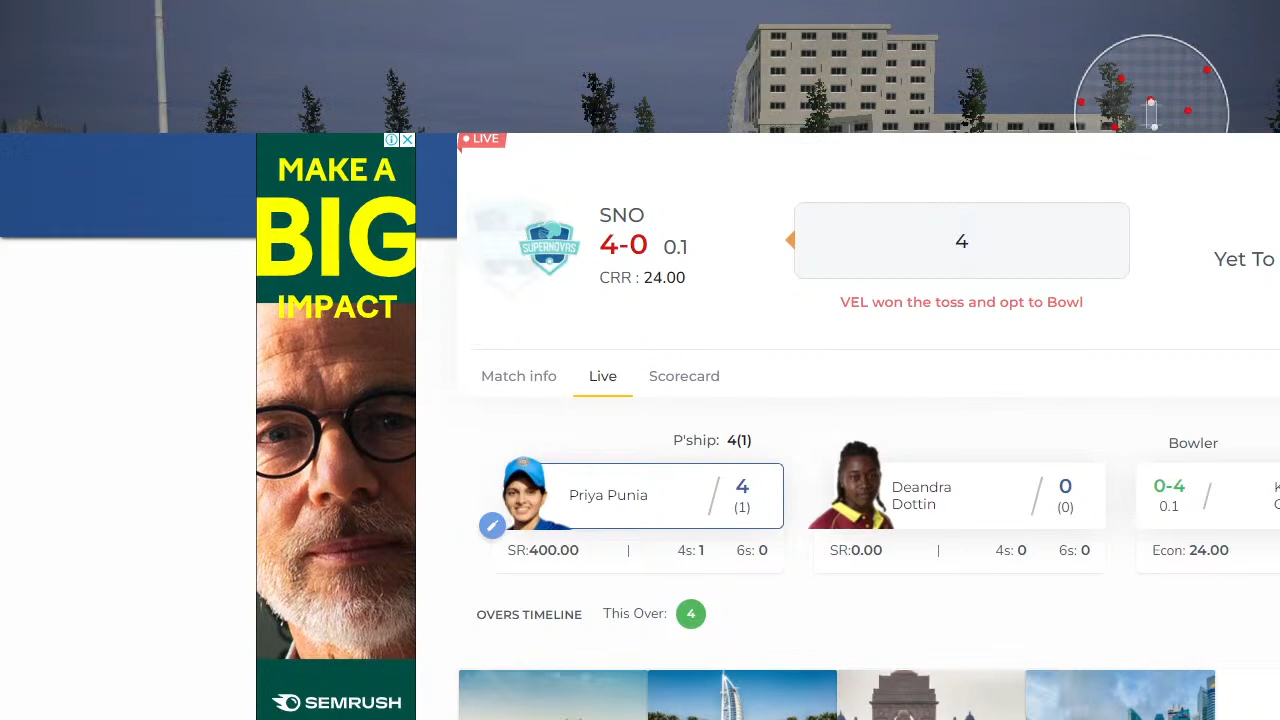 LIVE
MAKE A
BIG
IMPACT
SEMRUSH
SUPERNOVAS
SNO
4-0 0.1
CRR : 24.00
4
VEL won the toss and opt to Bowl
Yet To
Match info Live Scorecard
P'ship: 4(1)
Priya Punia / 4
(1)
SR:400.00 | 4s: 1 6s: 0
Deandra
Dottin / 0
(0)
SR:0.00 | 4s: 0 6s: 0
Bowler
0-4
0.1 /
Econ: 24.00
OVERS TIMELINE This Over: 4